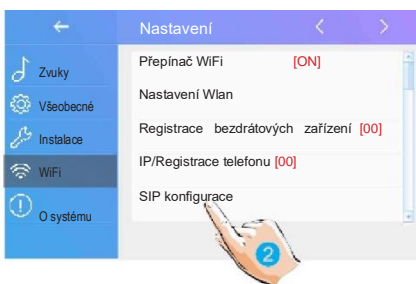 Nastavení
Zvuky
Všeobecné
Instalace
WiFi
O systému
Přepínač WiFi [ON]
Nastavení Wlan
Registrace bezdrátových zařízení [00]
IP/Registrace telefonu [00]
SIP konfigurace
2